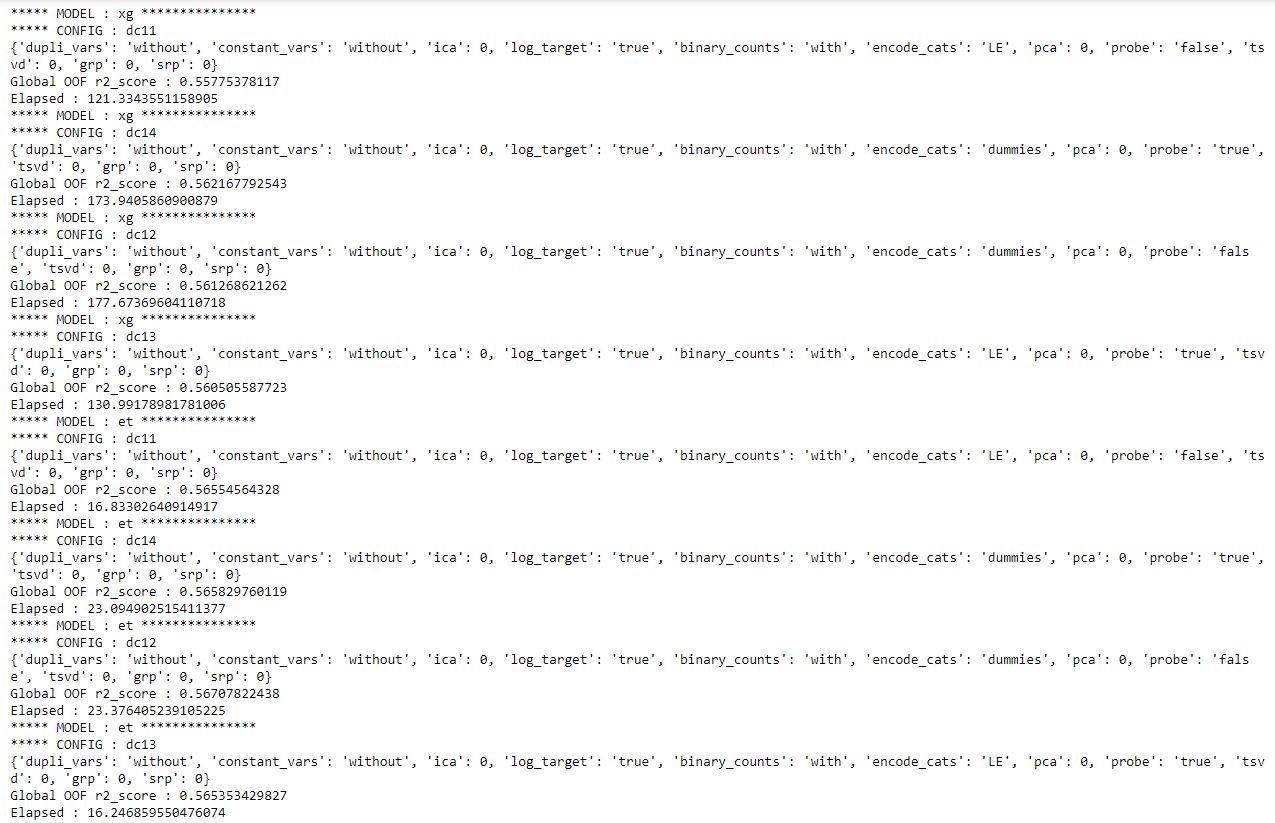 ***** MODEL : xg ***************
***** CONFIG : dc11
{'dupli_vars': 'without', 'constant_vars': 'without', 'ica': 0, 'log_target': 'true', 'binary_counts': 'with', 'encode_cats': 'LE', 'pca': 0, 'probe': 'false', 'ts
vd': 0, 'grp': 0, 'srp': 0}
Global OOF r2_score : 0.55775378117
Elapsed : 121.3343551158905
***** MODEL : xg ***************
***** CONFIG : dc14
{'dupli_vars': 'without', 'constant_vars': 'without', 'ica': 0, 'log_target': 'true', 'binary_counts': 'with', 'encode_cats': 'dummies', 'pca': 0, 'probe': 'true',
'tsvd': 0, 'grp': 0, 'srp': 0}
Global OOF r2_score : 0.562167792543
Elapsed : 173.9405860900879
***** MODEL : xg ***************
***** CONFIG : dc12
{'dupli_vars': 'without', 'constant_vars': 'without', 'ica': 0, 'log_target': 'true', 'binary_counts': 'with', 'encode_cats': 'dummies', 'pca': 0, 'probe': 'fals
e', 'tsvd': 0, 'grp': 0, 'srp': 0}
Global OOF r2_score : 0.561268621262
Elapsed : 177.67369604110718
***** MODEL : xg ***************
***** CONFIG : dc13
{'dupli_vars': 'without', 'constant_vars': 'without', 'ica': 0, 'log_target': 'true', 'binary_counts': 'with', 'encode_cats': 'LE', 'pca': 0, 'probe': 'true', 'tsv
d': 0, 'grp': 0, 'srp': 0}
Global OOF r2_score : 0.560505587723
Elapsed : 130.99178981781006
***** MODEL : et ***************
***** CONFIG : dc11
{'dupli_vars': 'without', 'constant_vars': 'without', 'ica': 0, 'log_target': 'true', 'binary_counts': 'with', 'encode_cats': 'LE', 'pca': 0, 'probe': 'false', 'ts
vd': 0, 'grp': 0, 'srp': 0}
Global OOF r2_score : 0.56554564328
Elapsed : 16.83302640914917
***** MODEL : et ***************
***** CONFIG : dc14
{'dupli_vars': 'without', 'constant_vars': 'without', 'ica': 0, 'log_target': 'true', 'binary_counts': 'with', 'encode_cats': 'dummies', 'pca': 0, 'probe': 'true',
'tsvd': 0, 'grp': 0, 'srp': 0}
Global OOF r2_score : 0.565829760119
Elapsed : 23.094902515411377
***** MODEL : et ***************
***** CONFIG : dc12
{'dupli_vars': 'without', 'constant_vars': 'without', 'ica': 0, 'log_target': 'true', 'binary_counts': 'with', 'encode_cats': 'dummies', 'pca': 0, 'probe': 'fals
e', 'tsvd': 0, 'grp': 0, 'srp': 0}
Global OOF r2_score : 0.56707822438
Elapsed : 23.376405239105225
***** MODEL : et ***************
***** CONFIG : dc13
{'dupli_vars': 'without', 'constant_vars': 'without', 'ica': 0, 'log_target': 'true', 'binary_counts': 'with', 'encode_cats': 'LE', 'pca': 0, 'probe': 'true', 'tsv
d': 0, 'grp': 0, 'srp': 0}
Global OOF r2_score : 0.565353429827
Elapsed : 16.246859550476074